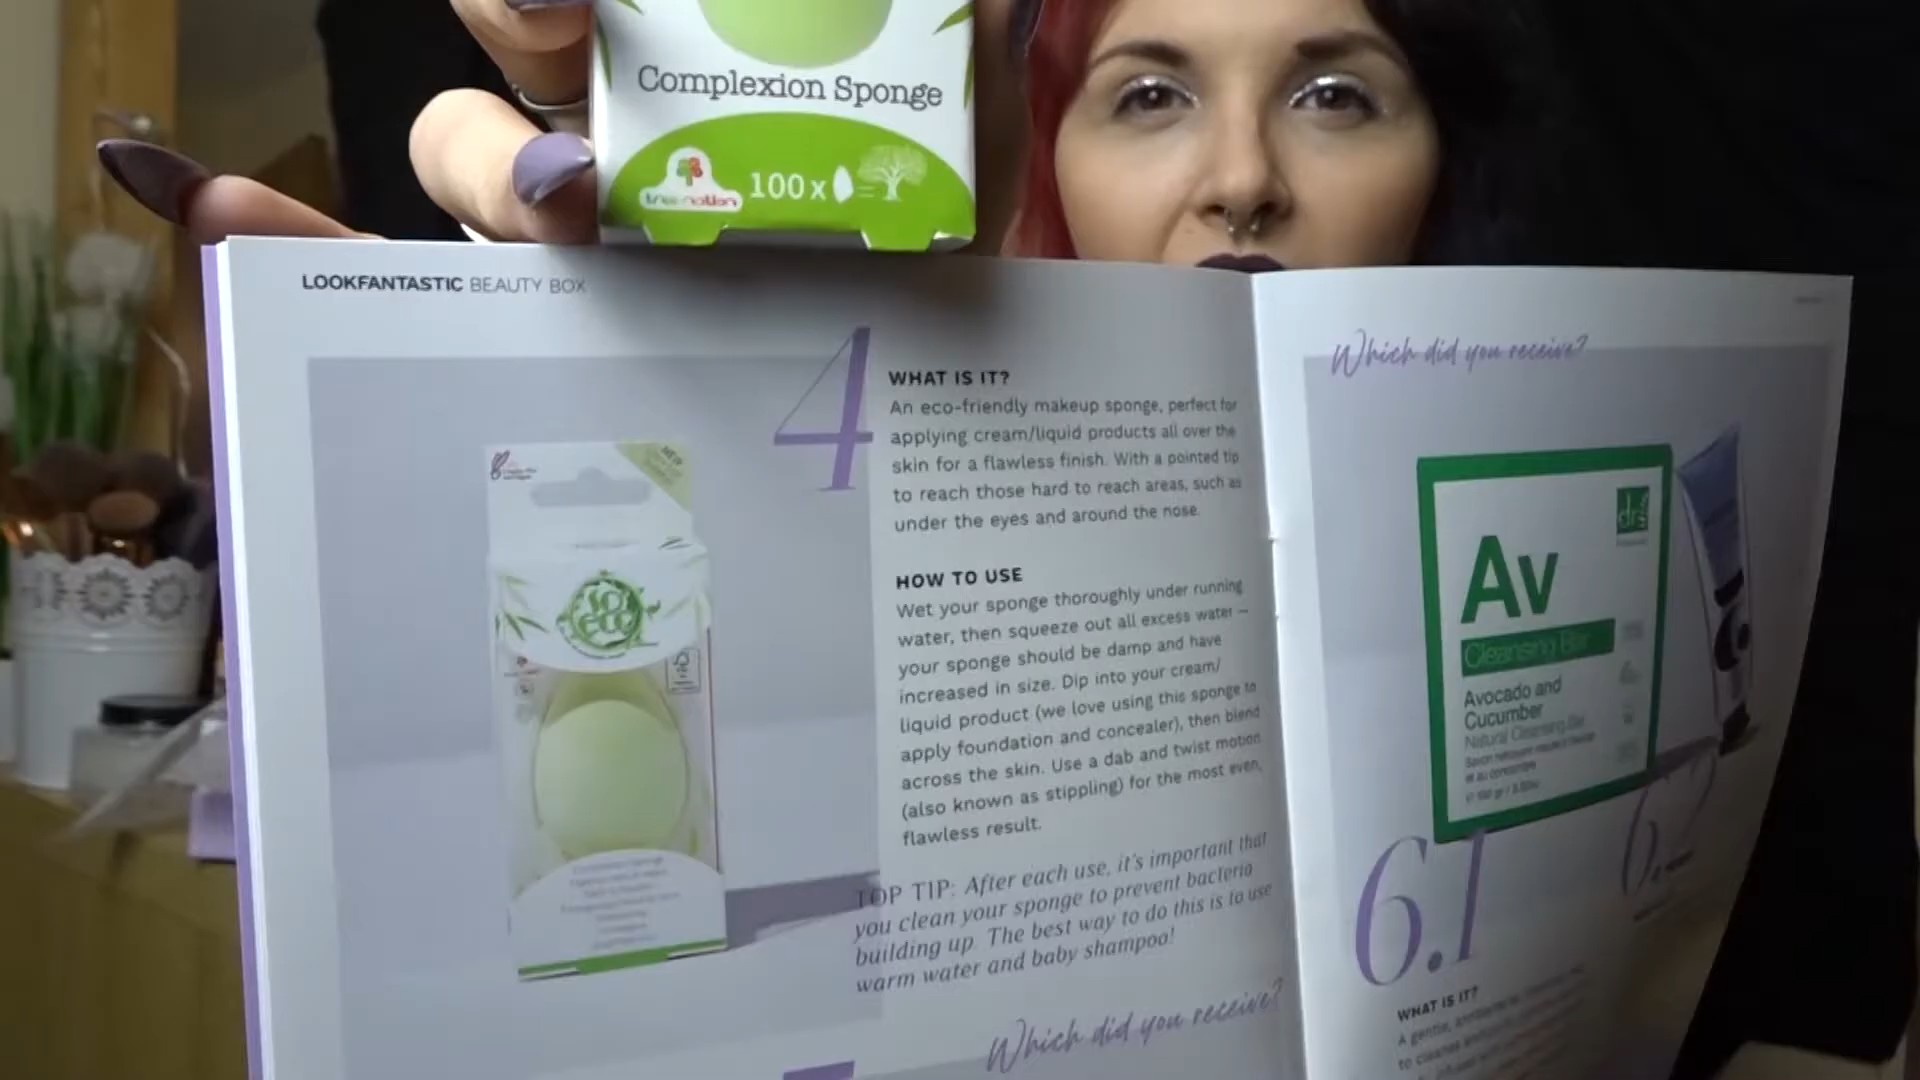 Complexion Sponge
100 x
=
LOOKFANTASTIC BEAUTY BOX
4
WHAT IS IT?
An eco-friendly makeup sponge, perfect for
applying cream/liquid products all over the
skin for a flawless finish. With a pointed tip
to reach those hard to reach areas, such as
under the eyes and around the nose.
HOW TO USE
Wet your sponge thoroughly under running
water, then squeeze out all excess water –
your sponge should be damp and have
increased in size. Dip into your cream/
liquid product (we love using this sponge to
apply foundation and concealer), then blend
across the skin. Use a dab and twist motion
(also known as stippling) for the most even,
flawless result.
TOP TIP: After each use, it's important that
you clean your sponge to prevent bacteria
building up. The best way to do this is to use
warm water and baby shampoo!
Which did you receive?
NEW
so
eco
Which did you receive?
Av
Cleansing Bar
Avocado and
Cucumber
Natural Cleansing Bar
6.1
6.2
WHAT IS IT?
A gentle,
to cleanse